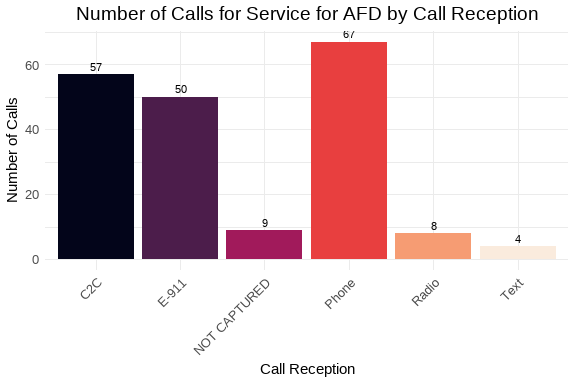 Number of Calls for Service for AFD by Call Reception
67
57
50
9
8
4
60
40
20
0
Number of Calls
C2C
E-911
NOT CAPTURED
Phone
Radio
Text
Call Reception